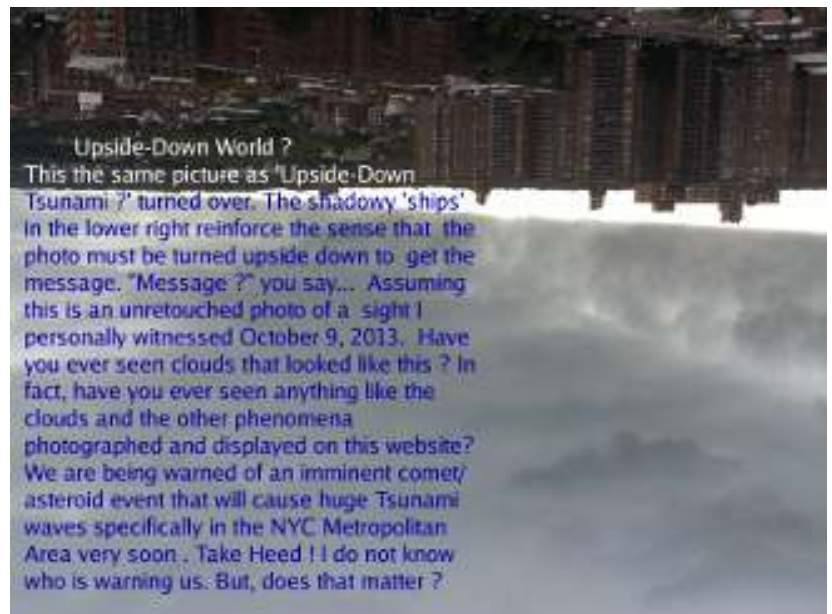 Upside-Down World ?
This the same picture as 'Upside-Down
Tsunami ?' turned over. The shadowy 'ships'
In the lower right reinforce the sense that the
photo must be turned upside down to get the
message. "Message ?" you say... Assuming
this is an unretouched photo of a sight I
personally witnessed October 9, 2013. Have
you ever seen clouds that looked like this ? In
fact, have you ever seen anything like the
clouds and the other phenomena
photographed and displayed on this website?
We are being warned of an imminent comet/
asteroid event that will cause huge Tsunami
waves specifically in the NYC Metropolitan
Area very soon . Take Heed ! I do not know
who is warning us. But, does that matter ?